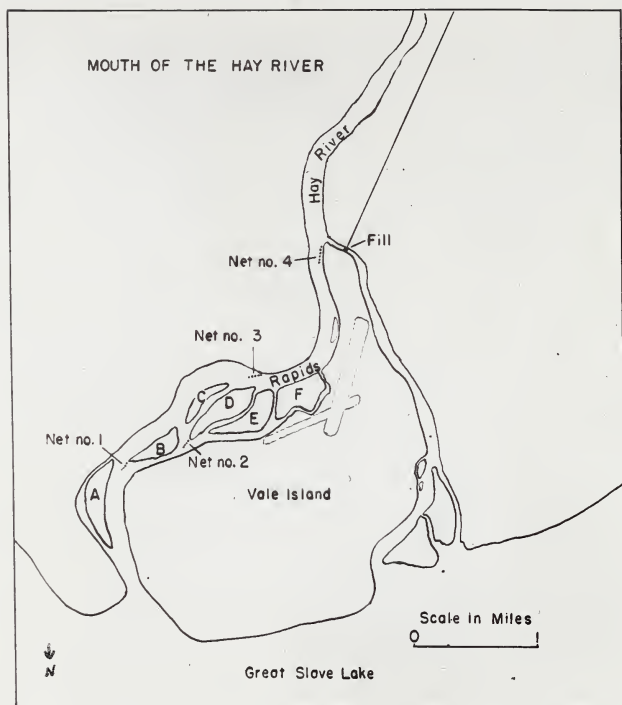 MOUTH OF THE HAY RIVER
Hay River
Fill
Net no. 4
Net no. 3
Rapids
C
D
F
E
Net no. 1
B
Net no. 2
A
Vale Island
Scale in Miles
0 1
N
Great Slave Lake